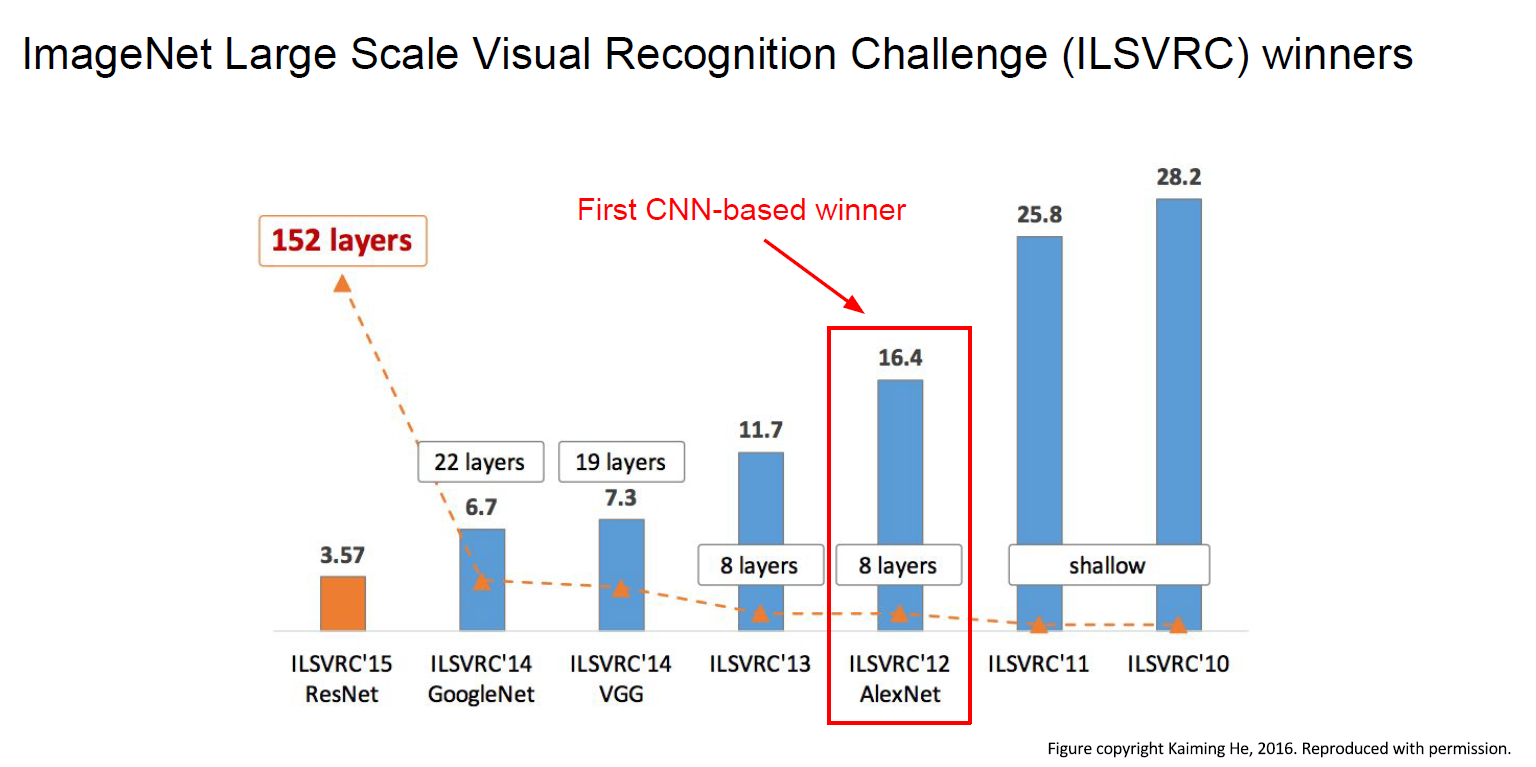 ImageNet Large Scale Visual Recognition Challenge (ILSVRC) winners
First CNN-based winner
152 layers
22 layers
19 layers
8 layers
8 layers
shallow
3.57
6.7
7.3
11.7
16.4
25.8
28.2
ILSVRC'15
ResNet
ILSVRC'14
GoogleNet
ILSVRC'14
VGG
ILSVRC'13
ILSVRC'12
AlexNet
ILSVRC'11
ILSVRC'10
Figure copyright Kaiming He, 2016. Reproduced with permission.